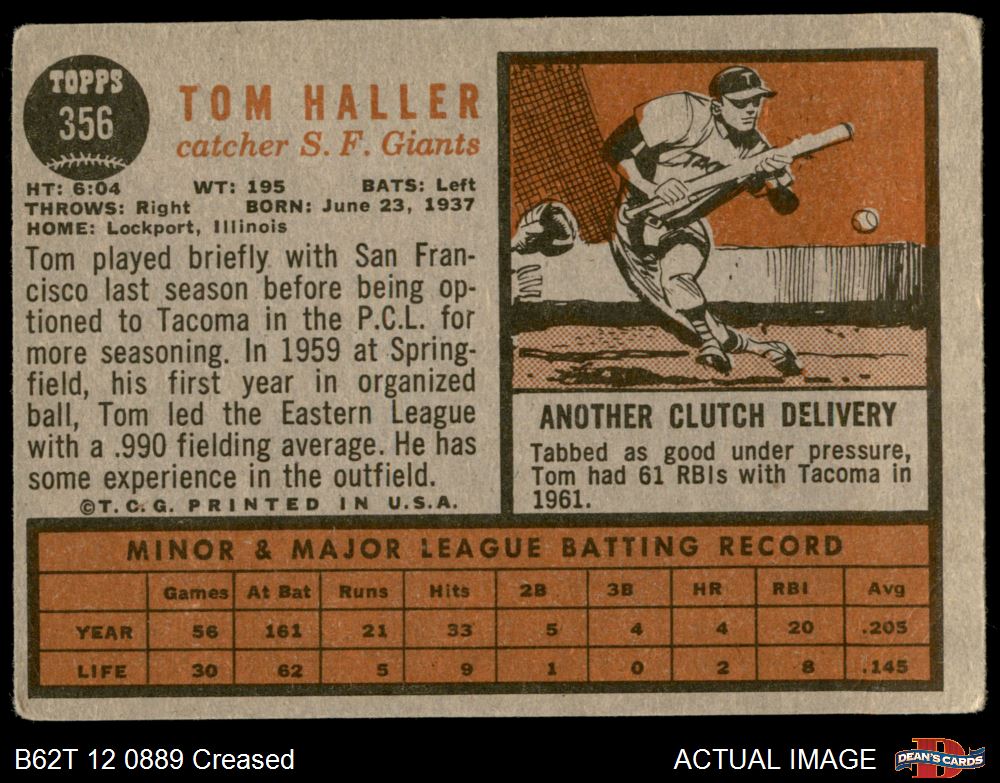 TOPPS
356
TOM HALLER
catcher S. F. Giants
HT: 6:04 WT: 195 BATS: Left
THROWS: Right BORN: June 23, 1937
HOME: Lockport, Illinois
Tom played briefly with San Fran-
cisco last season before being op-
tioned to Tacoma in the P.C.L. for
more seasoning. In 1959 at Spring-
field, his first year in organized
ball, Tom led the Eastern League
with a .990 fielding average. He has
some experience in the outfield.
©T.C.G. PRINTED IN U.S.A.
T
TAC
ANOTHER CLUTCH DELIVERY
Tabbed as good under pressure,
Tom had 61 RBIs with Tacoma in
1961.
MINOR & MAJOR LEAGUE BATTING RECORD
Games At Bat Runs Hits 2B 3B HR RBI Avg
YEAR 56 161 21 33 5 4 4 20 .205
LIFE 30 62 5 9 1 0 2 8 .145
B62T 12 0889 Creased
ACTUAL IMAGE
D
DEAN'S CARDS